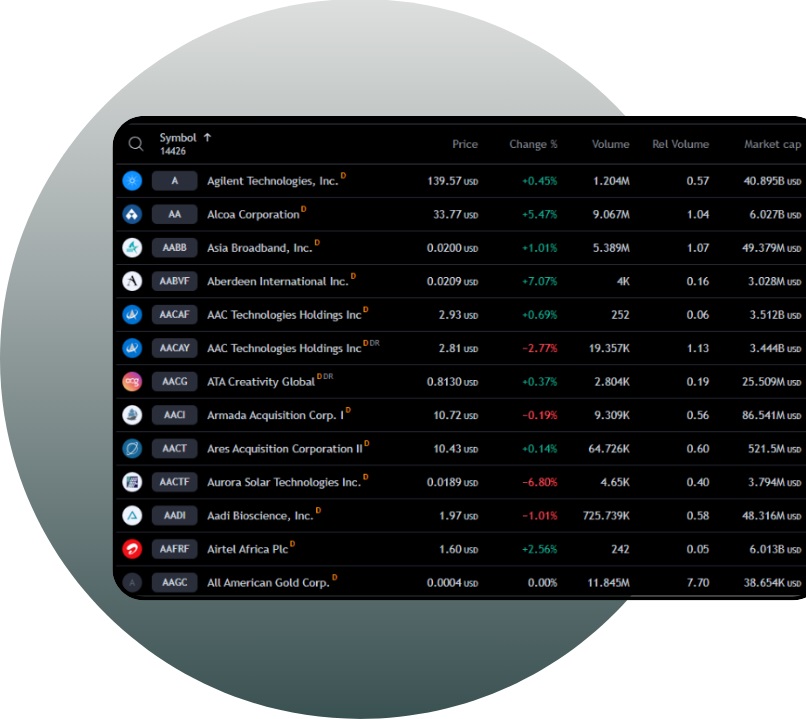 Symbol ↑ Price Change % Volume Rel Volume Market cap
14426
A Agilent Technologies, Inc. D 139.57 USD +0.45% 1.204M 0.57 40.895B USD
AA Alcoa Corporation D 33.77 USD +5.47% 9.067M 1.04 6.027B USD
AABB Asia Broadband, Inc. D 0.0200 USD +1.01% 5.389M 1.07 49.379M USD
A AABVF Aberdeen International Inc. D 0.0209 USD +7.07% 4K 0.16 3.028M USD
AACAF AAC Technologies Holdings Inc D 2.93 USD +0.69% 252 0.06 3.512B USD
AACAY AAC Technologies Holdings Inc D DR 2.81 USD −2.77% 19.357K 1.13 3.444B USD
acg AACG ATA Creativity Global D DR 0.8130 USD +0.37% 2.804K 0.19 25.509M USD
AACI Armada Acquisition Corp. I D 10.72 USD −0.19% 9.309K 0.56 86.541M USD
AACT Ares Acquisition Corporation II D 10.43 USD +0.14% 64.726K 0.60 521.5M USD
AACTF Aurora Solar Technologies Inc. D 0.0189 USD −6.80% 4.65K 0.40 3.794M USD
AADI Aadi Bioscience, Inc. D 1.97 USD −1.01% 725.739K 0.58 48.316M USD
AAFRF Airtel Africa Plc D 1.60 USD +2.56% 242 0.05 6.013B USD
A AAGC All American Gold Corp. D 0.0004 USD 0.00% 11.845M 7.70 38.654K USD